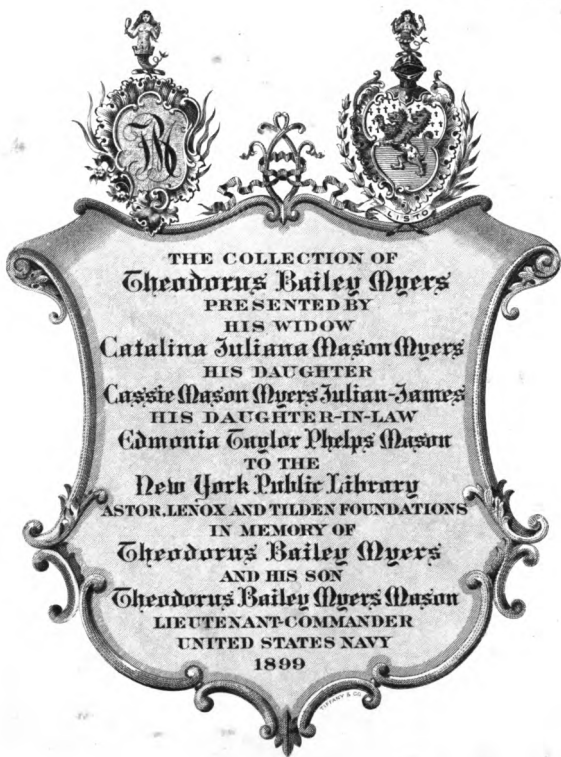 LISTO
THE COLLECTION OF
Theodorus Bailey Myers
PRESENTED BY
HIS WIDOW
Catalina Juliana Mason Myers
HIS DAUGHTER
Cassie Mason Myers Julian-James
HIS DAUGHTER-IN-LAW
Edmonia Taylor Phelps Mason
TO THE
New York Public Library
ASTOR, LENOX AND TILDEN FOUNDATIONS
IN MEMORY OF
Theodorus Bailey Myers
AND HIS SON
Theodorus Bailey Myers Mason
LIEUTENANT-COMMANDER
UNITED STATES NAVY
1899
TIFFANY & CO.